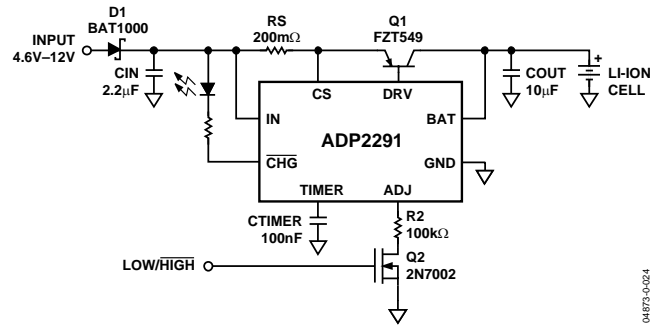 D1
BAT1000
INPUT
4.6V–12V
CIN
2.2μF
RS
200mΩ
Q1
FZT549
CS
DRV
IN
BAT
ADP2291
CHG
GND
TIMER
ADJ
COUT
10μF
+
LI-ION
CELL
CTIMER
100nF
R2
100kΩ
Q2
2N7002
LOW/HIGH
04873-0-024